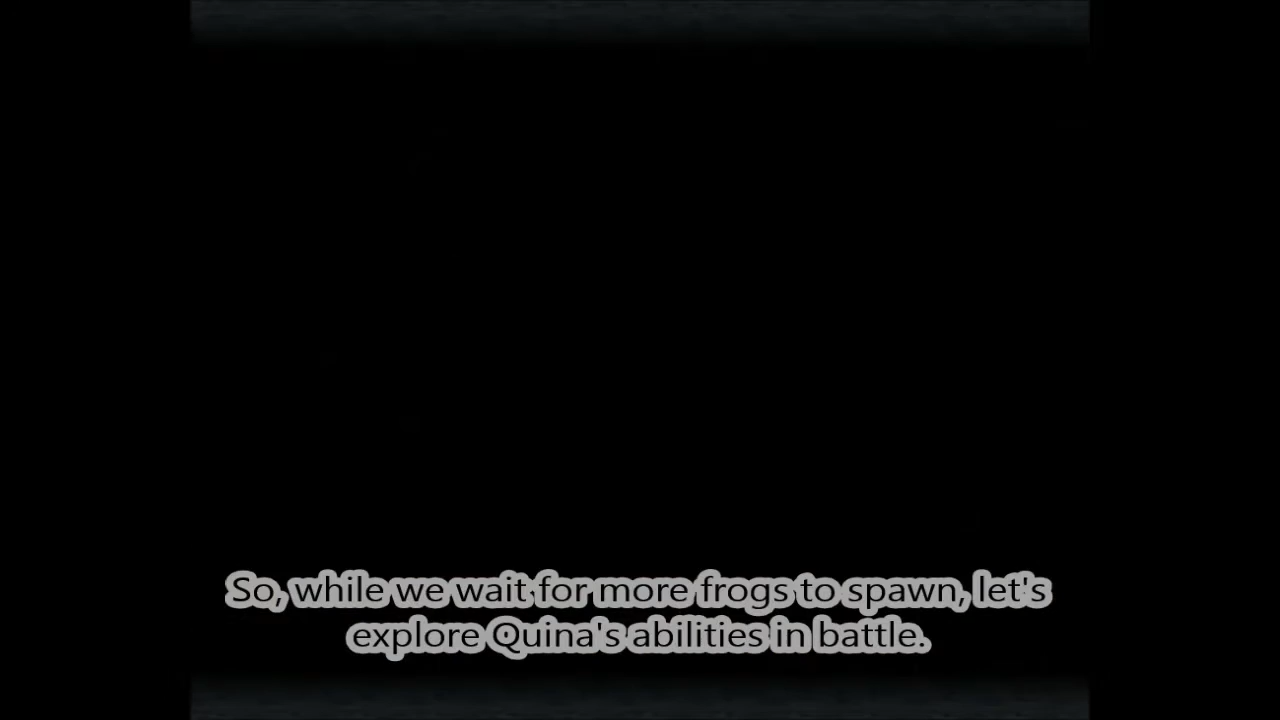 So, while we wait for more frogs to spawn, let's
explore Quina's abilities in battle.